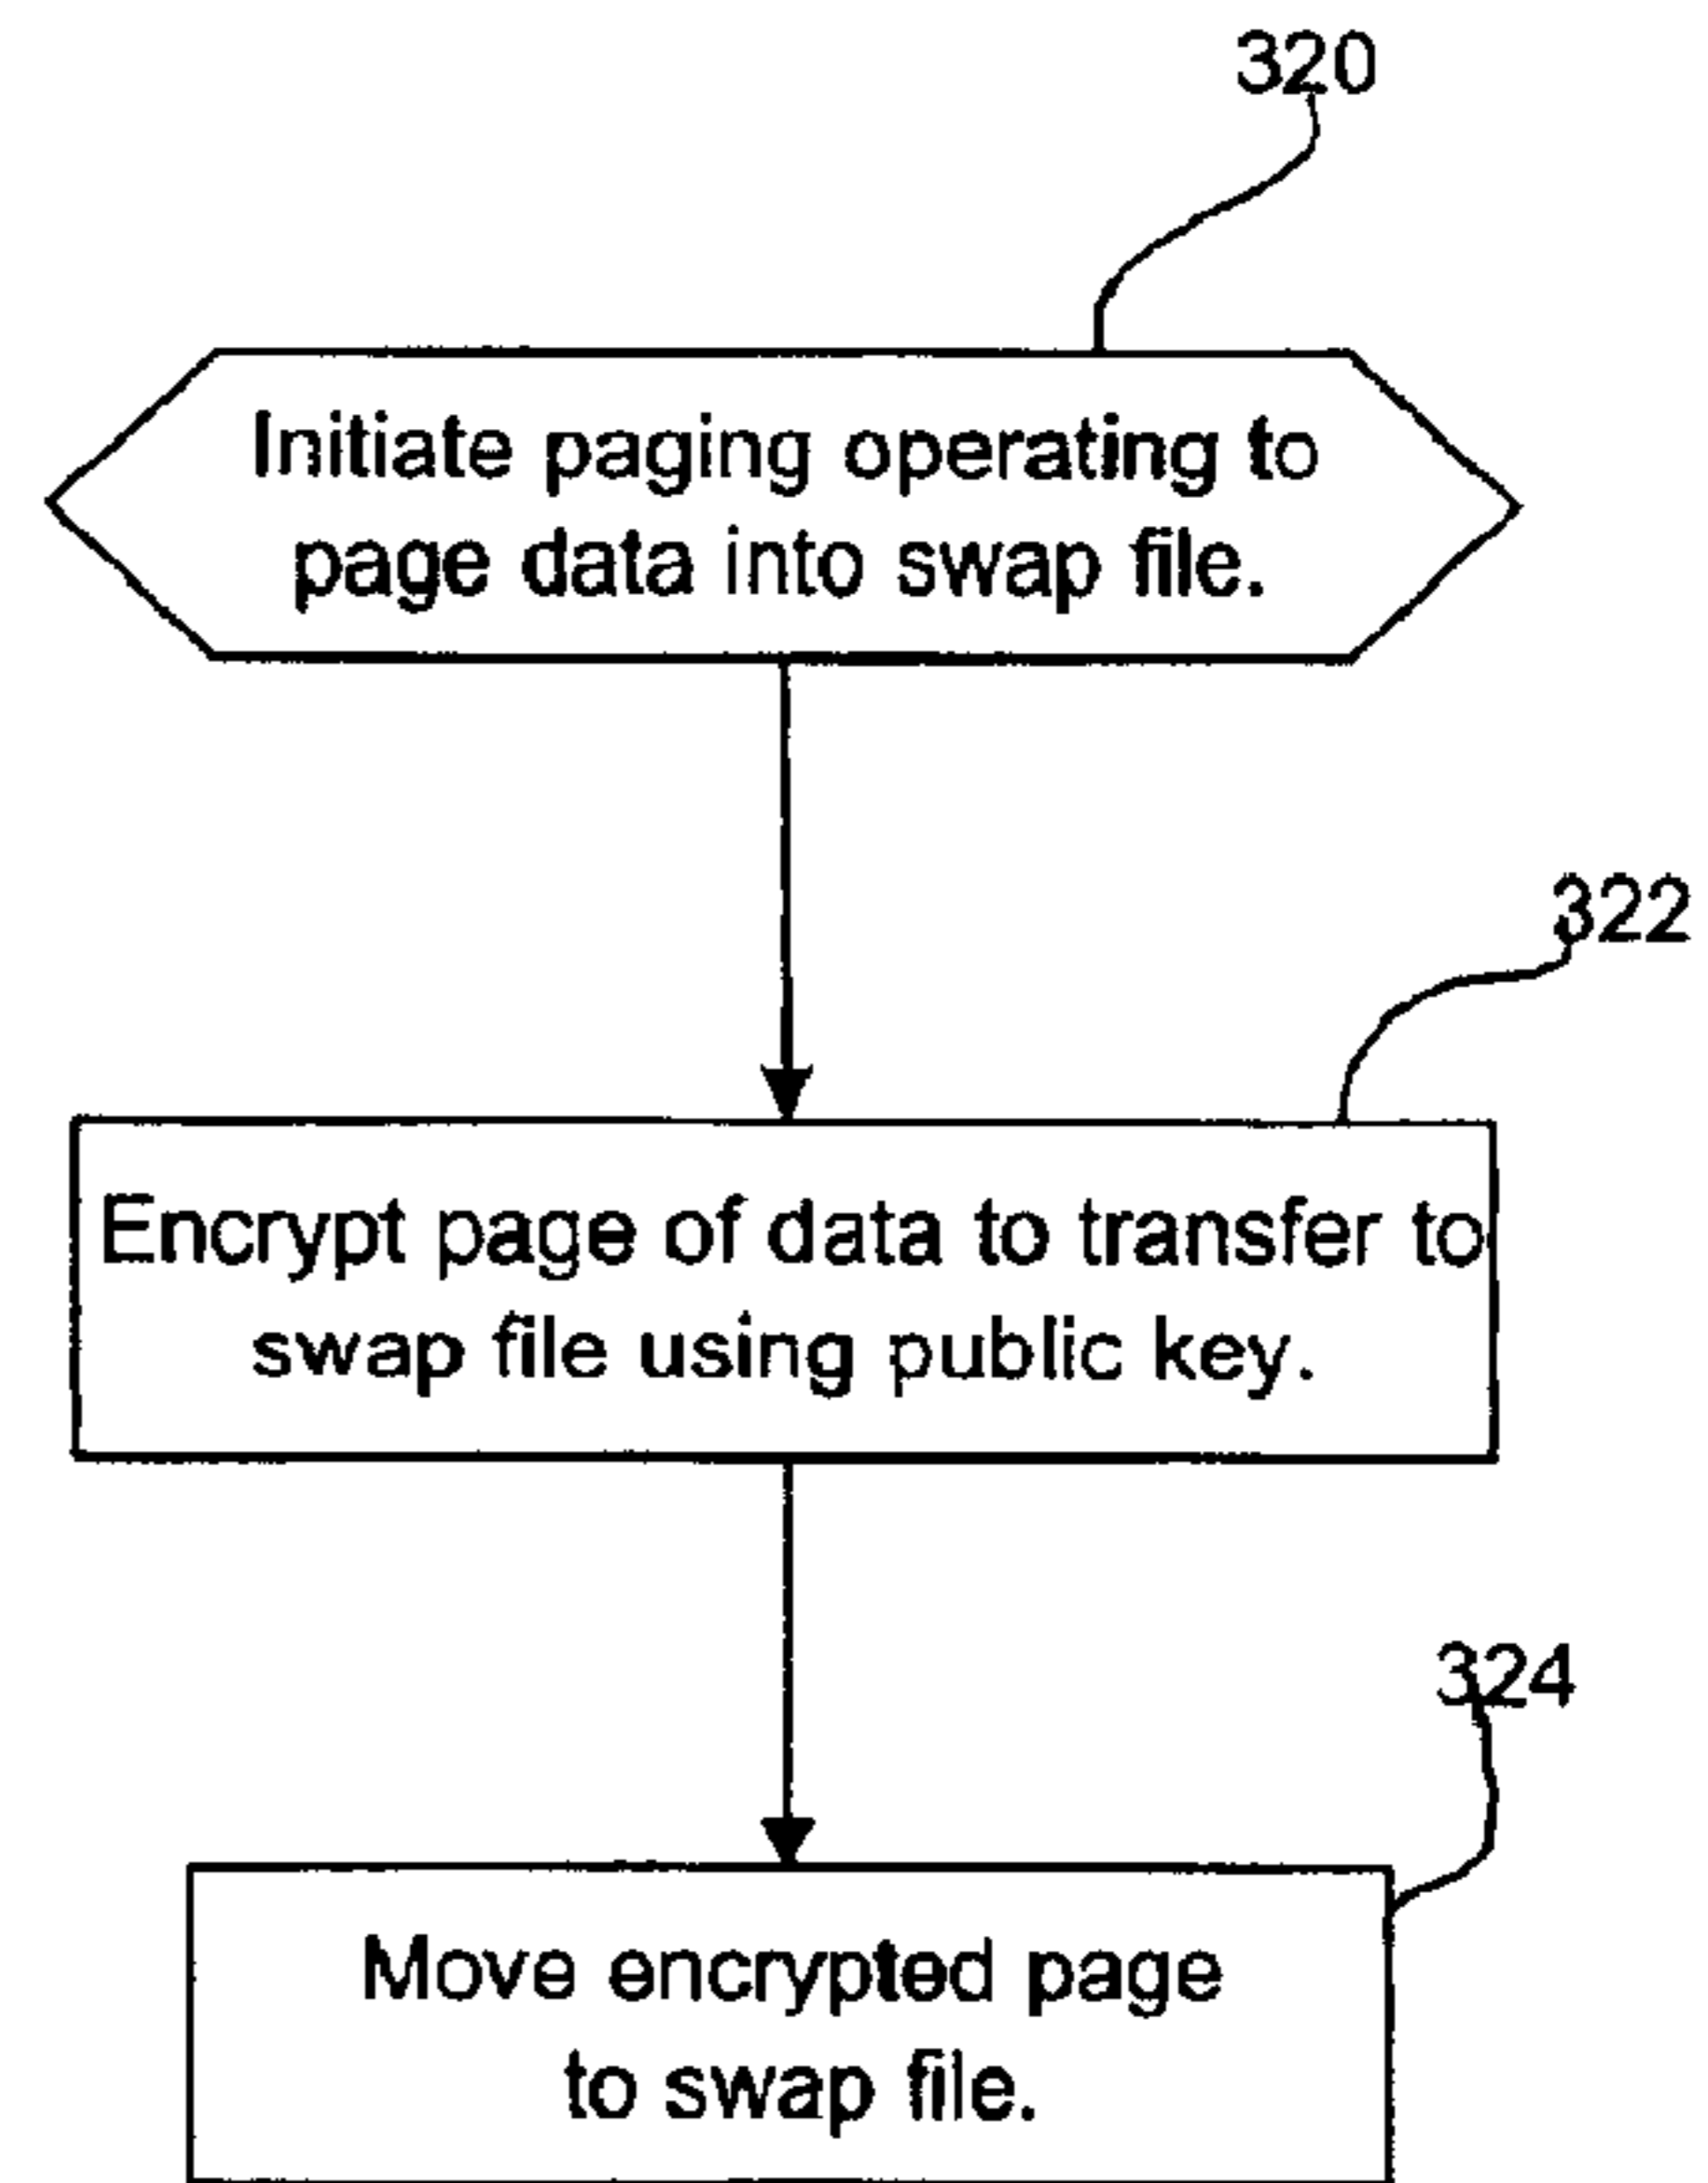 320
Initiate paging operating to
page data into swap file.
322
Encrypt page of data to transfer to
swap file using public key.
324
Move encrypted page
to swap file.